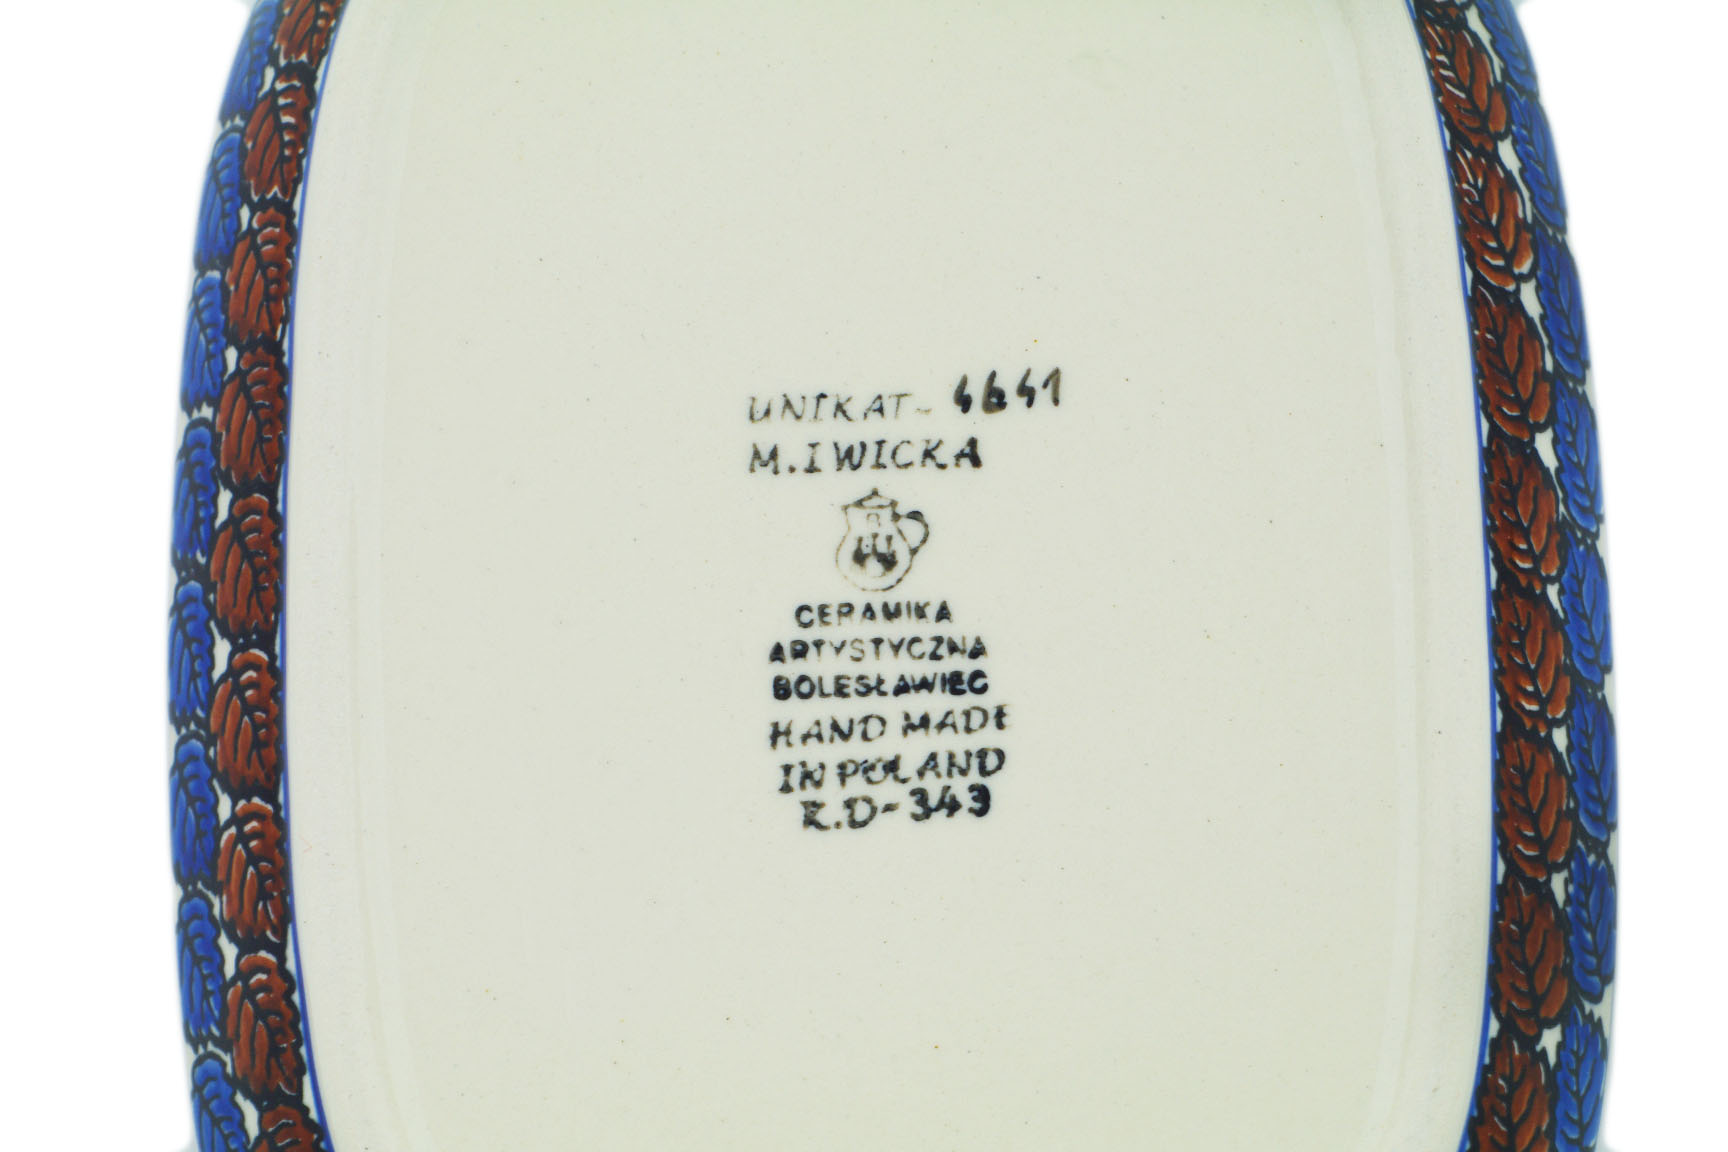 UNIKAT- 4641
M.IWICKA
CERAMIKA
ARTYSTYCZNA
BOLESŁAWIEC
HAND MADE
IN POLAND
R.D-343